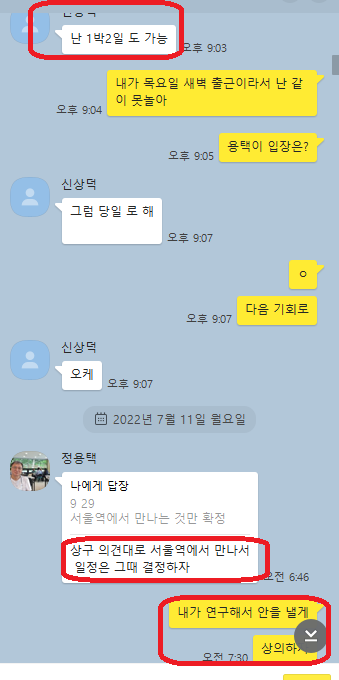 난 1박2일 도 가능
오후 9:03
내가 목요일 새벽 출근이라서 난 같
이 못놀아
오후 9:04
용택이 입장은?
오후 9:05
신상덕
그럼 당일 로 해
오후 9:07
ㅇ
다음 기회로
오후 9:07
신상덕
오케
오후 9:07
2022년 7월 11일 월요일
정용택
나에게 답장
9 29
서울역에서 만나는 것만 확정
상구 의견대로 서울역에서 만나서
일정은 그때 결정하자
오전 6:46
내가 연구해서 안을 낼게
상의하
오전 7:30